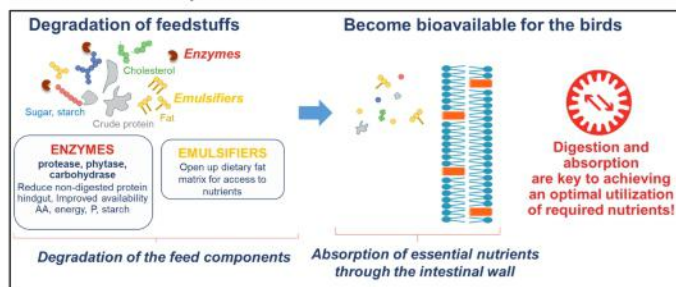 Degradation of feedstuffs
Become bioavailable for the birds
Enzymes
Cholesterol
Emulsifiers
Sugar, starch
Fat
Crude protein
ENZYMES
protease, phytase,
carbohydrase
Reduce non-digested protein
hindgut, Improved availability
AA, energy, P, starch
EMULSIFIERS
Open up dietary fat
matrix for access to
nutrients
Digestion and
absorption
are key to achieving
an optimal utilization
of required nutrients!
Degradation of the feed components
Absorption of essential nutrients
through the intestinal wall